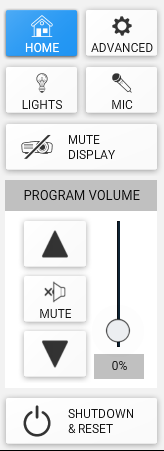 HOME
ADVANCED
LIGHTS
MIC
MUTE
DISPLAY
PROGRAM VOLUME
MUTE
0%
SHUTDOWN
& RESET